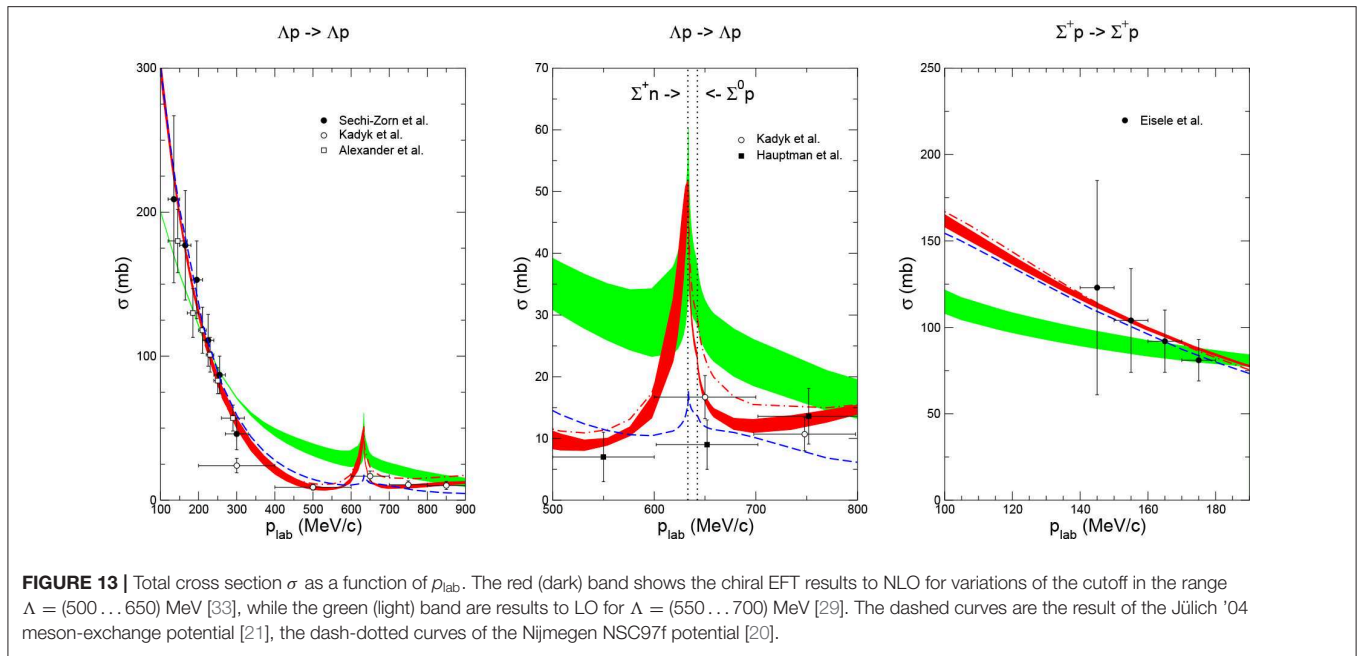 Λp -> Λp
300
250
200
150
100
50
0
σ (mb)
100 200 300 400 500 600 700 800 900
p_lab (MeV/c)
Sechi-Zorn et al.
Kadyk et al.
Alexander et al.
Λp -> Λp
70
60
50
40
30
20
10
0
σ (mb)
500 600 700 800
p_lab (MeV/c)
Σ⁺n -> <- Σ⁰p
Kadyk et al.
Hauptman et al.
Σ⁺p -> Σ⁺p
250
200
150
100
50
0
σ (mb)
100 120 140 160 180
p_lab (MeV/c)
Eisele et al.
FIGURE 13 | Total cross section σ as a function of p_lab. The red (dark) band shows the chiral EFT results to NLO for variations of the cutoff in the range
Λ = (500 . . . 650) MeV [33], while the green (light) band are results to LO for Λ = (550 . . . 700) MeV [29]. The dashed curves are the result of the Jülich ’04
meson-exchange potential [21], the dash-dotted curves of the Nijmegen NSC97f potential [20].